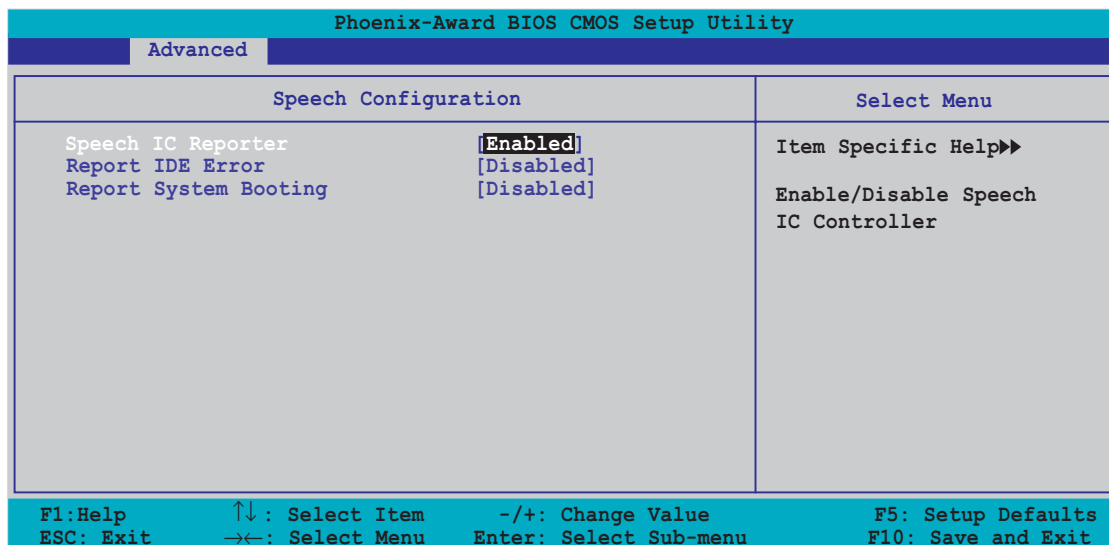 Phoenix-Award BIOS CMOS Setup Utility
Advanced
Speech Configuration
Select Menu
Speech IC Reporter [Enabled]
Report IDE Error [Disabled]
Report System Booting [Disabled]
Item Specific Help▶▶
Enable/Disable Speech
IC Controller
F1:Help ↑↓: Select Item -/+: Change Value F5: Setup Defaults
ESC: Exit →←: Select Menu Enter: Select Sub-menu F10: Save and Exit